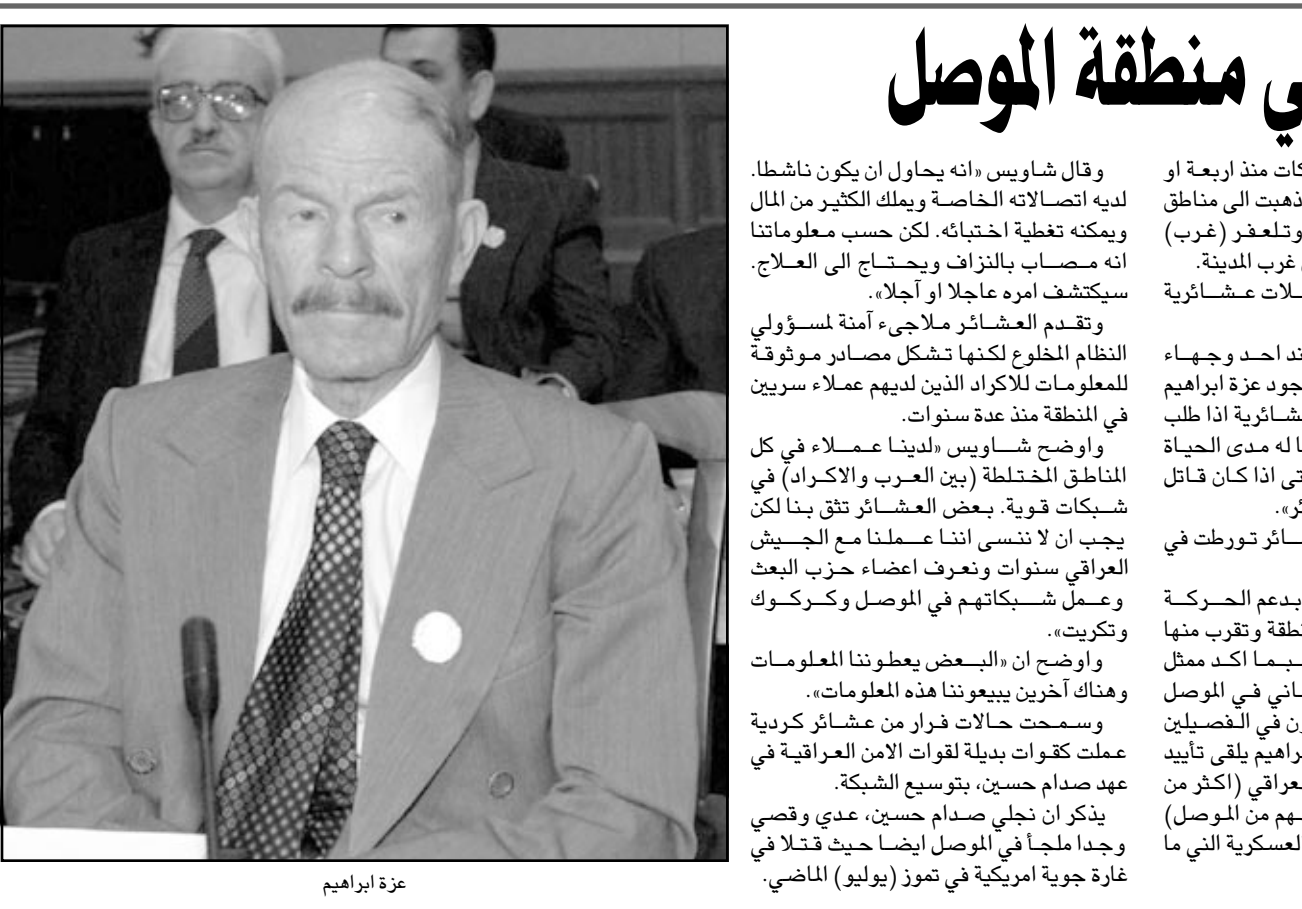 ي منطقة الموصل
كات منذ اربعة او
ذهبت الى مناطق
وتلعفر (غرب)
غرب المدينة.
ـلات عشائرية
ند احد وجهاء
جود عزة ابراهيم
شائرية اذا طلب
ا له مدى الحياة
تى اذا كان قاتل
ئر».
ـائر تورطت في
بدعم الحركة
نطقة وتقرب منها
ـبما اكد ممثل
ـاني في الموصل
ون في الفصيلين
براهيم يلقى تأييد
لعراقي (اكثر من
ـهم من الموصل)
لعسكرية التي ما
وقال شاويس «انه يحاول ان يكون ناشطا.
لديه اتصالاته الخاصة ويملك الكثير من المال
ويمكنه تغطية اختبائه. لكن حسب معلوماتنا
انه مصاب بالنزاف ويحتاج الى العلاج.
سيكتشف امره عاجلا او آجلا».
وتقدم العشائر ملاجىء آمنة لمسؤولي
النظام المخلوع لكنها تشكل مصادر موثوقة
للمعلومات للاكراد الذين لديهم عملاء سريين
في المنطقة منذ عدة سنوات.
واوضح شاويس «لدينا عملاء في كل
المناطق المختلطة (بين العرب والاكراد) في
شبكات قوية. بعض العشائر تثق بنا لكن
يجب ان لا ننسى اننا عملنا مع الجيش
العراقي سنوات ونعرف اعضاء حزب البعث
وعمل شبكاتهم في الموصل وكركوك
وتكريت».
واوضح ان «البعض يعطوننا المعلومات
وهناك آخرين يبيعوننا هذه المعلومات».
وسمحت حالات فرار من عشائر كردية
عملت كقوات بديلة لقوات الامن العراقية في
عهد صدام حسين، بتوسيع الشبكة.
يذكر ان نجلي صدام حسين، عدي وقصي
وجدا ملجأ في الموصل ايضا حيث قتلا في
غارة جوية امريكية في تموز (يوليو) الماضي.
عزة ابراهيم